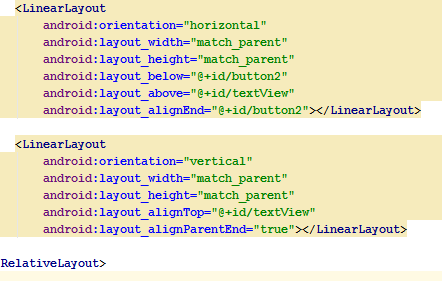 <LinearLayout
android:orientation="horizontal"
android:layout_width="match_parent"
android:layout_height="match_parent"
android:layout_below="@+id/button2"
android:layout_above="@+id/textView"
android:layout_alignEnd="@+id/button2"></LinearLayout>
<LinearLayout
android:orientation="vertical"
android:layout_width="match_parent"
android:layout_height="match_parent"
android:layout_alignTop="@+id/textView"
android:layout_alignParentEnd="true"></LinearLayout>
RelativeLayout>